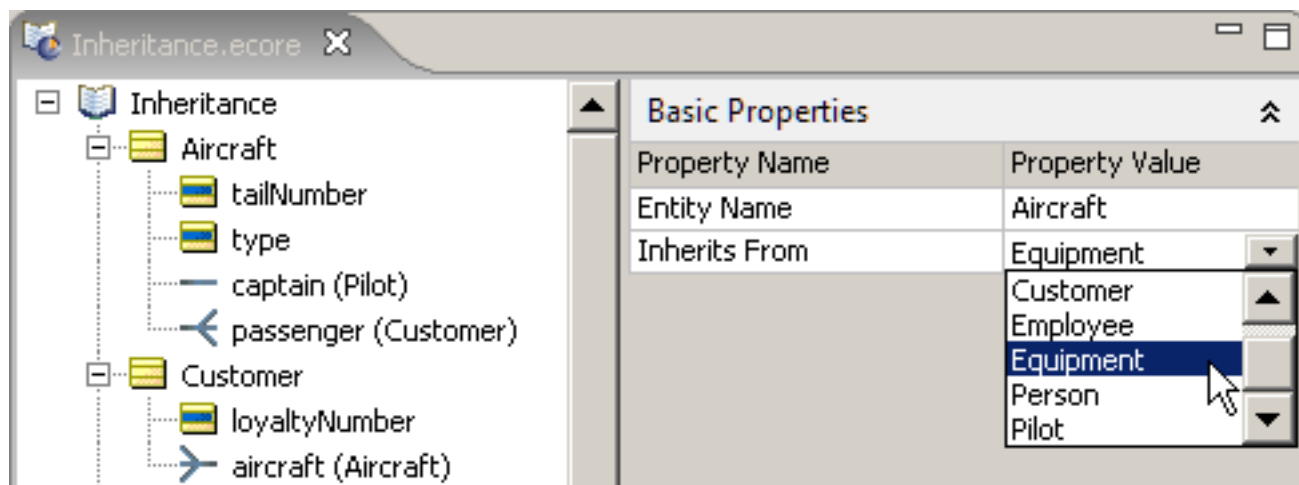 Inheritance.ecore
Inheritance
Aircraft
tailNumber
type
captain (Pilot)
passenger (Customer)
Customer
loyaltyNumber
aircraft (Aircraft)
Basic Properties
Property Name Property Value
Entity Name Aircraft
Inherits From Equipment
Customer
Employee
Equipment
Person
Pilot